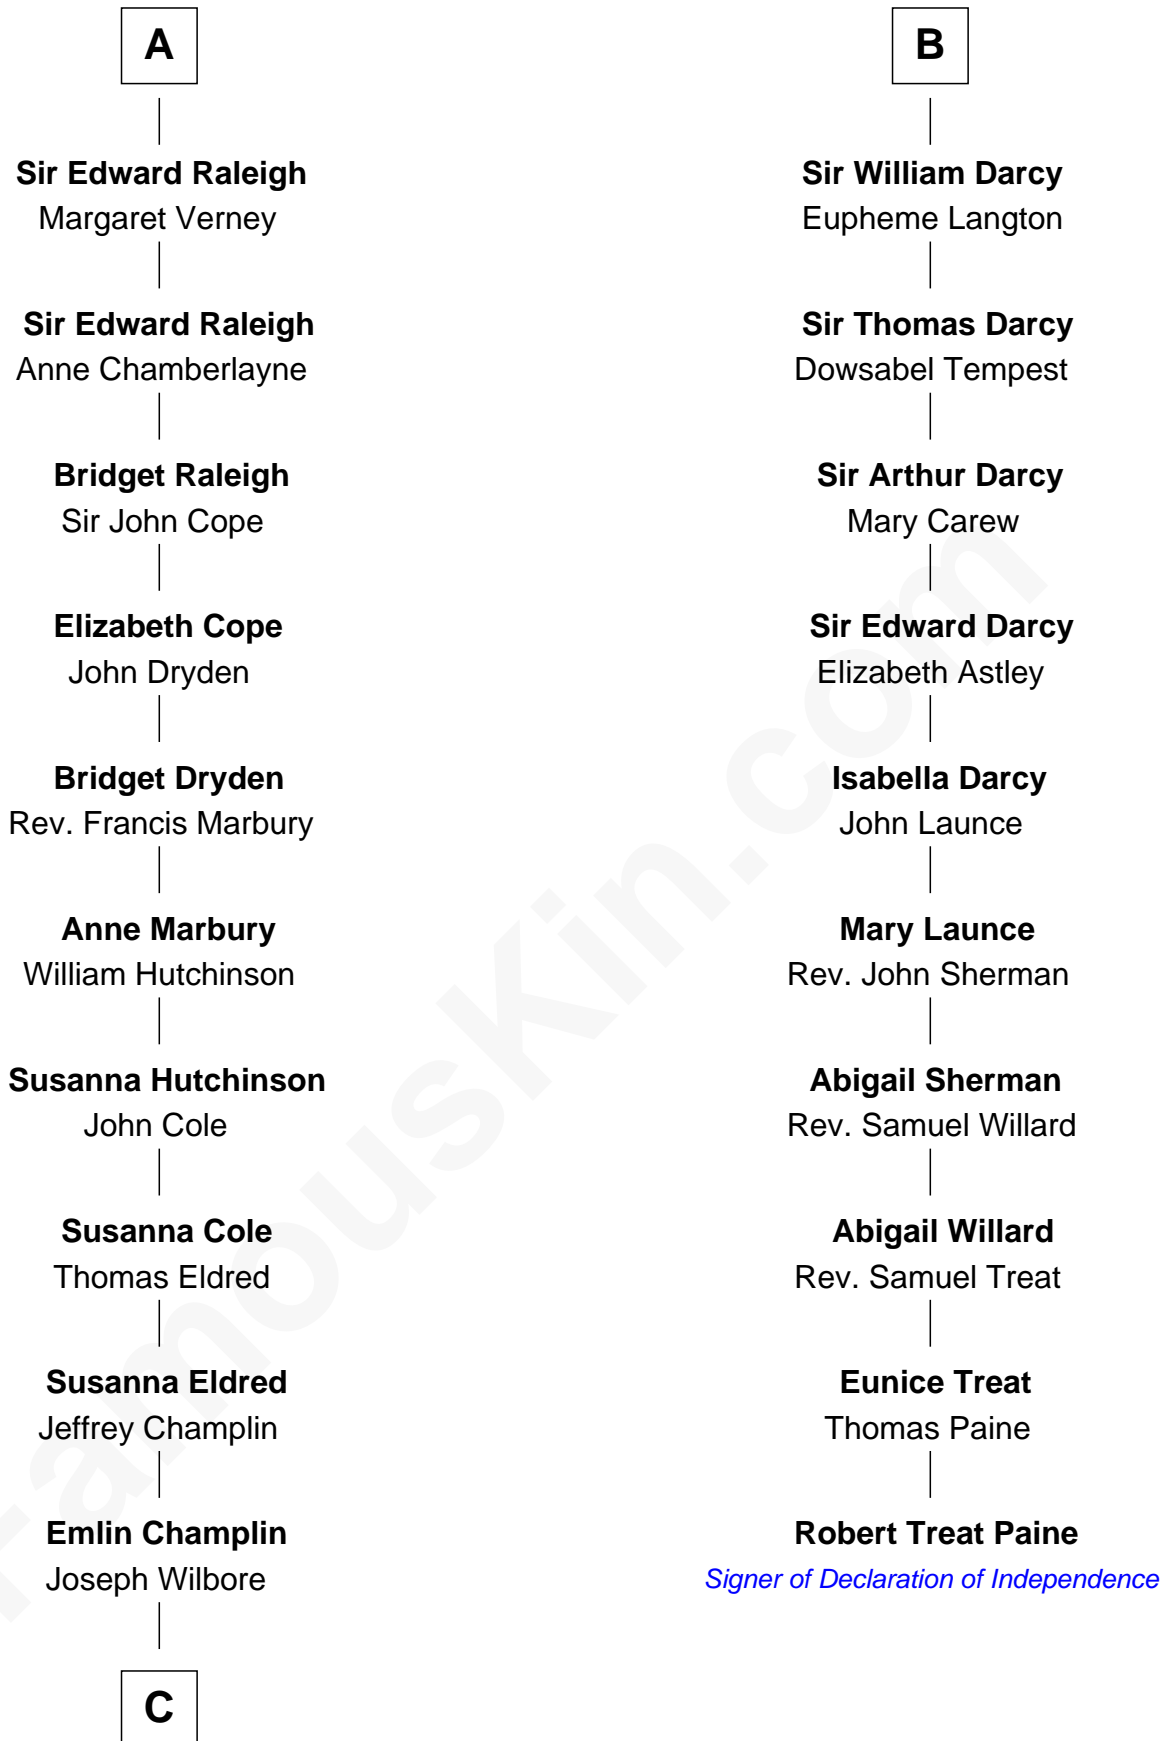 A
Sir Edward Raleigh
Margaret Verney
Sir Edward Raleigh
Anne Chamberlayne
Bridget Raleigh
Sir John Cope
Elizabeth Cope
John Dryden
Bridget Dryden
Rev. Francis Marbury
Anne Marbury
William Hutchinson
Susanna Hutchinson
John Cole
Susanna Cole
Thomas Eldred
Susanna Eldred
Jeffrey Champlin
Emlin Champlin
Joseph Wilbore
C
B
Sir William Darcy
Eupheme Langton
Sir Thomas Darcy
Dowsabel Tempest
Sir Arthur Darcy
Mary Carew
Sir Edward Darcy
Elizabeth Astley
Isabella Darcy
John Launce
Mary Launce
Rev. John Sherman
Abigail Sherman
Rev. Samuel Willard
Abigail Willard
Rev. Samuel Treat
Eunice Treat
Thomas Paine
Robert Treat Paine
Signer of Declaration of Independence
FamousKin.com